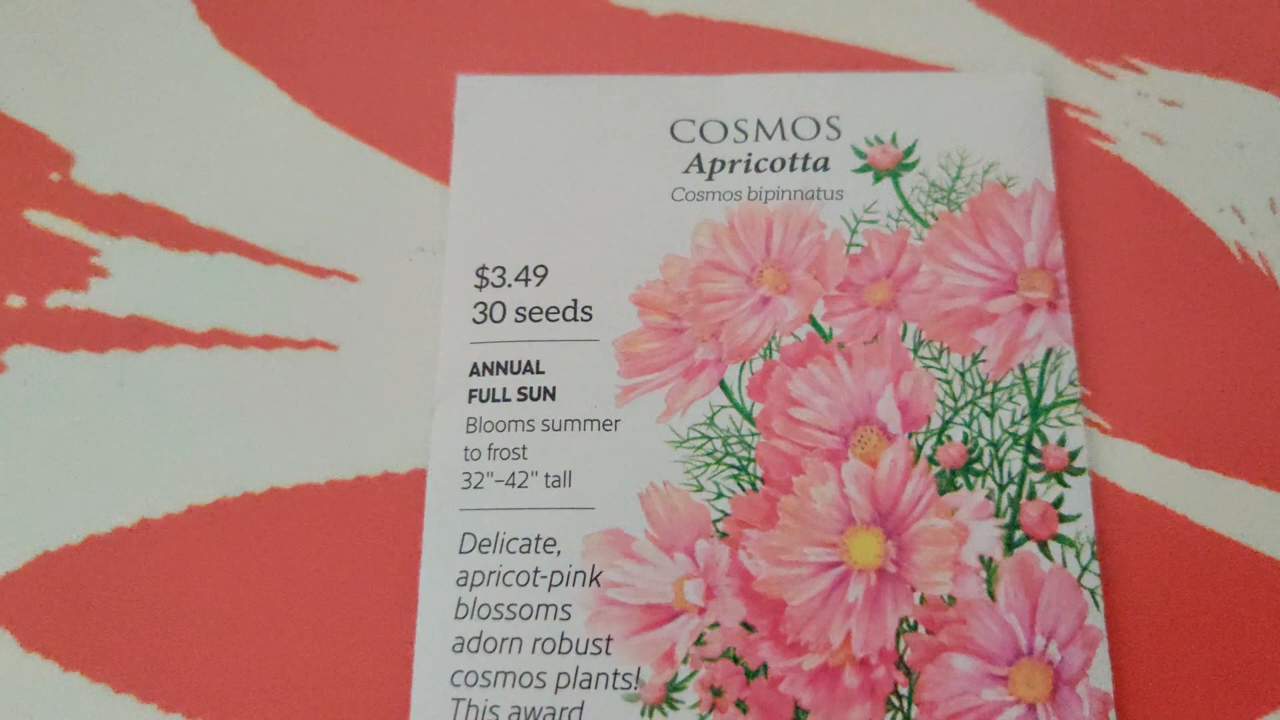 COSMOS
Apricotta
Cosmos bipinnatus
$3.49
30 seeds
ANNUAL
FULL SUN
Blooms summer
to frost
32"–42" tall
Delicate,
apricot-pink
blossoms
adorn robust
cosmos plants!
This award